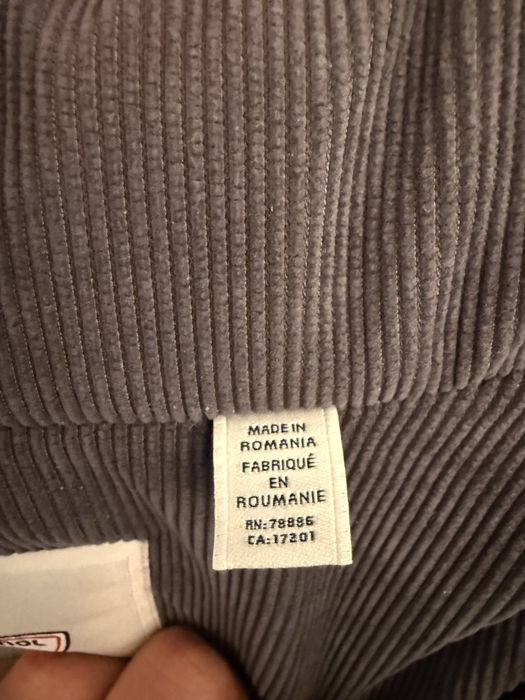 MADE IN
ROMANIA
FABRIQUÉ
EN
ROUMANIE
RN:78886
CA:17201